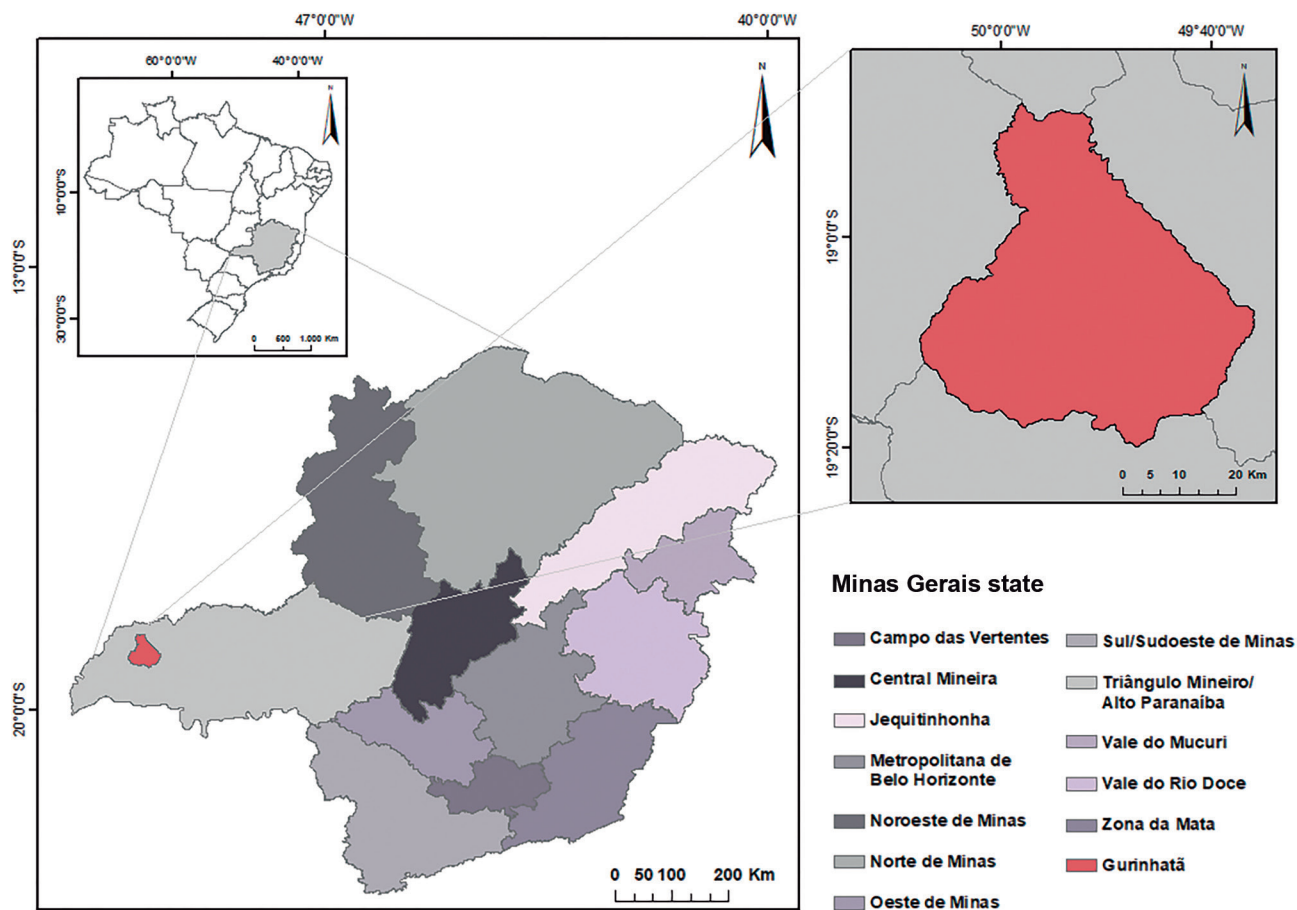 47°0'0"W
40°0'0"W
60°0'0"W
40°0'0"W
N
10°0'0"S
30°0'0"S
0 600 1.000 Km
N
13°0'0"S
20°0'0"S
0 50 100 200 Km
50°0'0"W
49°40'0"W
N
19°0'0"S
19°20'0"S
0 5 10 20 Km
Minas Gerais state
Campo das Vertentes
Central Mineira
Jequitinhonha
Metropolitana de
Belo Horizonte
Noroeste de Minas
Norte de Minas
Oeste de Minas
Sul/Sudoeste de Minas
Triângulo Mineiro/
Alto Paranaíba
Vale do Mucuri
Vale do Rio Doce
Zona da Mata
Gurinhatã